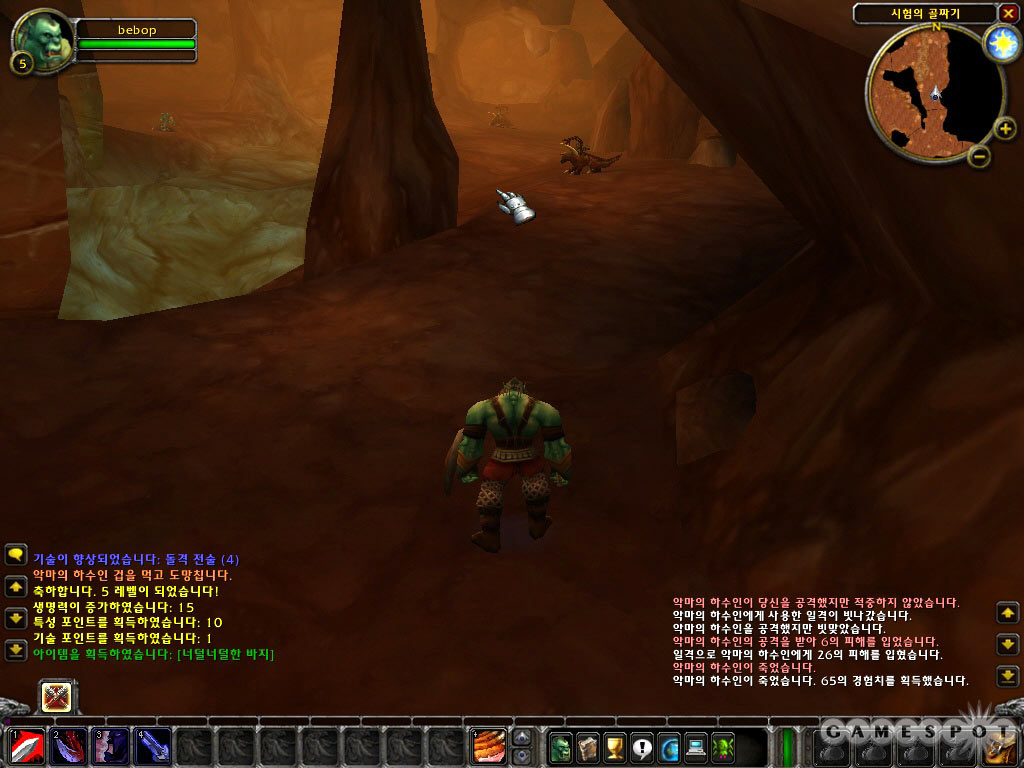 bebop
5
시험의 골짜기
N
기술이 향상되었습니다: 돌격 전술 (4)
악마의 하수인 겁을 먹고 도망칩니다.
축하합니다. 5 레벨이 되었습니다!
생명력이 증가하였습니다: 15
특성 포인트를 획득하였습니다: 10
기술 포인트를 획득하였습니다: 1
아이템을 획득하였습니다: [너덜너덜한 바지]
악마의 하수인이 당신을 공격했지만 적중하지 않았습니다.
악마의 하수인에게 사용한 일격이 빗나갔습니다.
악마의 하수인을 공격했지만 빗맞았습니다.
악마의 하수인의 공격을 받아 6의 피해를 입었습니다.
일격으로 악마의 하수인에게 26의 피해를 입혔습니다.
악마의 하수인이 죽었습니다.
악마의 하수인이 죽었습니다. 65의 경험치를 획득했습니다.
1 2 3 4 1
GAMESPOT